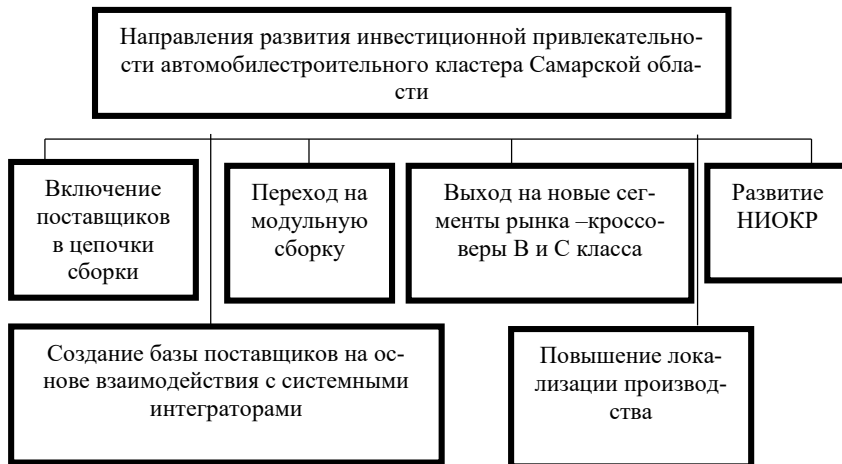 Направления развития инвестиционной привлекательно-
сти автомобилестроительного кластера Самарской обла-
сти
Включение
поставщиков
в цепочки
сборки
Переход на
модульную
сборку
Выход на новые сег-
менты рынка –кроссо-
веры B и C класса
Развитие
НИОКР
Создание базы поставщиков на ос-
нове взаимодействия с системными
интеграторами
Повышение лока-
лизации производ-
ства